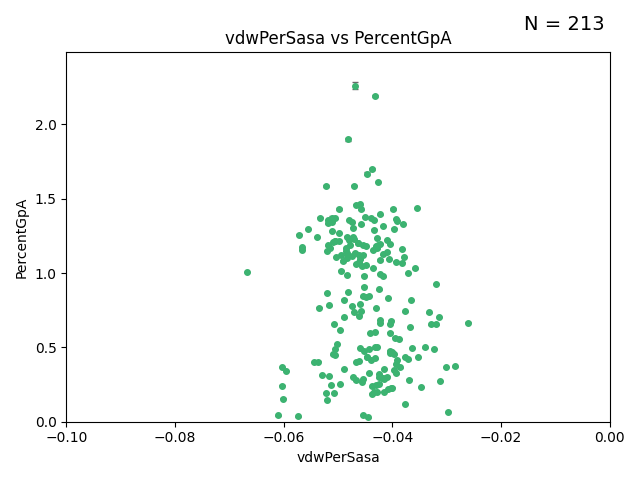 N = 213
vdwPerSasa vs PercentGpA
PercentGpA
2.0
1.5
1.0
0.5
0.0
−0.10 −0.08 −0.06 −0.04 −0.02 0.00
vdwPerSasa